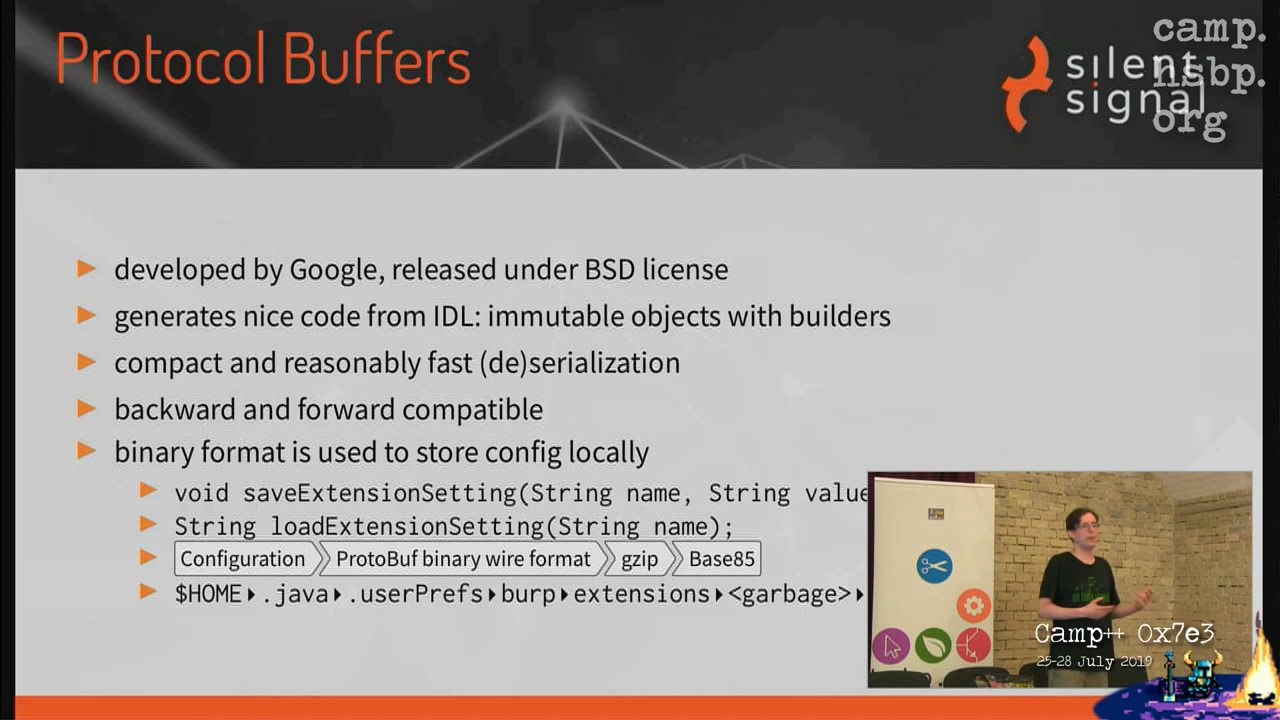 Protocol Buffers
silent
signal
camp.
hsbp.
org
developed by Google, released under BSD license
generates nice code from IDL: immutable objects with builders
compact and reasonably fast (de)serialization
backward and forward compatible
binary format is used to store config locally
void saveExtensionSetting(String name, String value
String loadExtensionSetting(String name);
Configuration ProtoBuf binary wire format gzip Base85
$HOME▸.java▸.userPrefs▸burp▸extensions▸<garbage>▸
Camp++ 0x7e3
25-28 July 2019